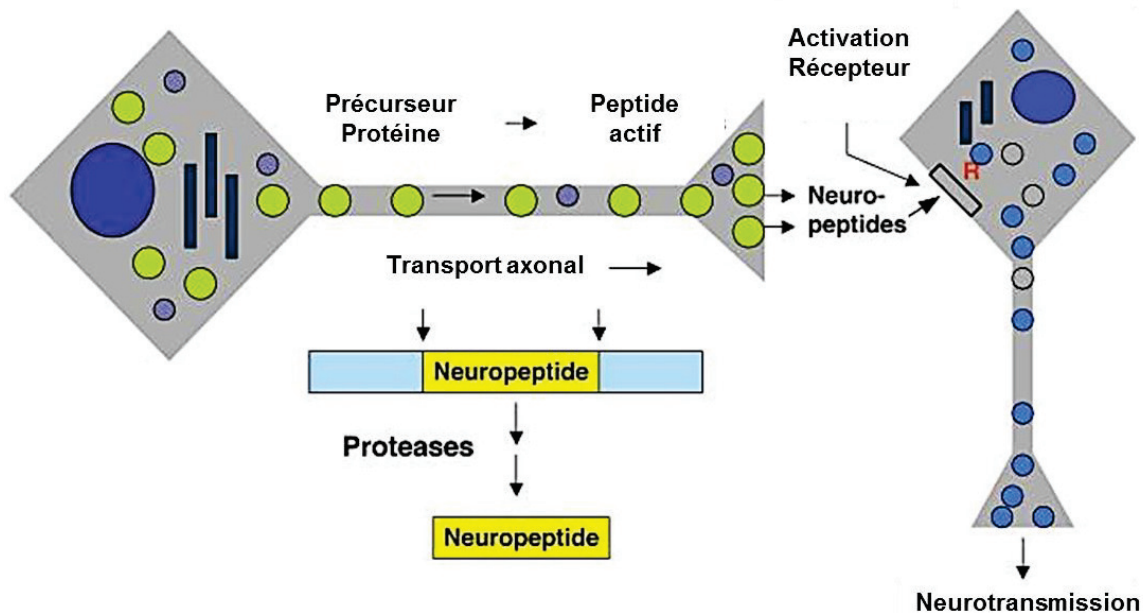 Activation
Récepteur
Précurseur
Protéine
Peptide
actif
R
Neuro-
peptides
Transport axonal
Neuropeptide
Proteases
Neuropeptide
Neurotransmission